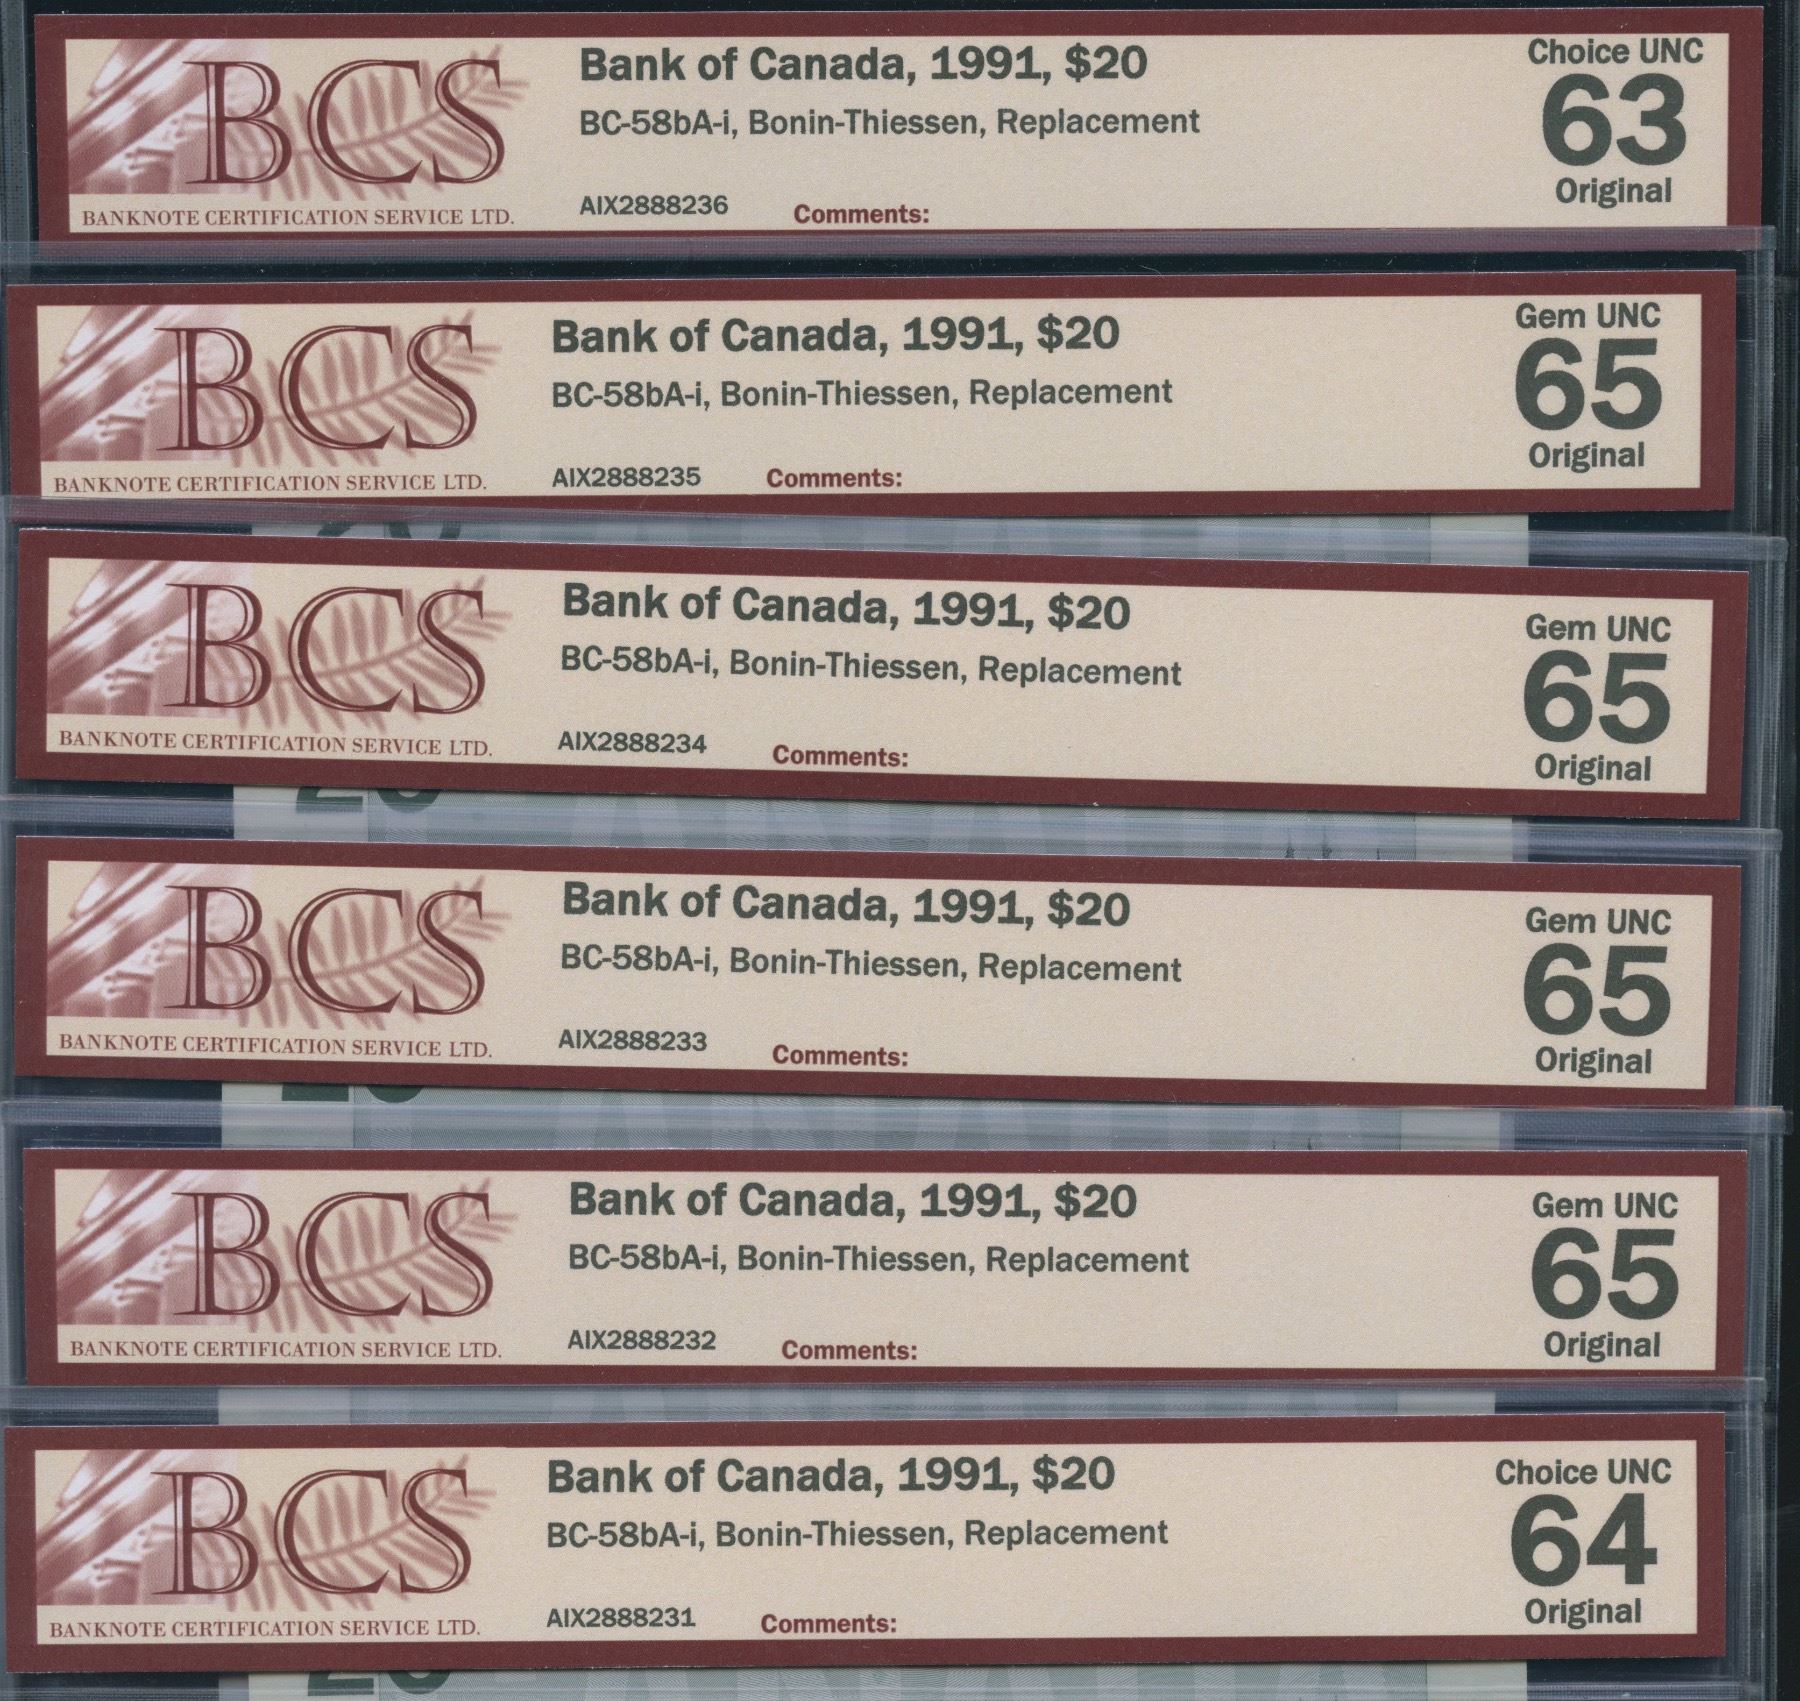 BCS
BANKNOTE CERTIFICATION SERVICE LTD.
Bank of Canada, 1991, $20
BC-58bA-i, Bonin-Thiessen, Replacement
AIX2888236 Comments:
Choice UNC
63
Original
BCS
BANKNOTE CERTIFICATION SERVICE LTD.
Bank of Canada, 1991, $20
BC-58bA-i, Bonin-Thiessen, Replacement
AIX2888235 Comments:
Gem UNC
65
Original
BCS
BANKNOTE CERTIFICATION SERVICE LTD.
Bank of Canada, 1991, $20
BC-58bA-i, Bonin-Thiessen, Replacement
AIX2888234 Comments:
Gem UNC
65
Original
BCS
BANKNOTE CERTIFICATION SERVICE LTD.
Bank of Canada, 1991, $20
BC-58bA-i, Bonin-Thiessen, Replacement
AIX2888233 Comments:
Gem UNC
65
Original
BCS
BANKNOTE CERTIFICATION SERVICE LTD.
Bank of Canada, 1991, $20
BC-58bA-i, Bonin-Thiessen, Replacement
AIX2888232 Comments:
Gem UNC
65
Original
BCS
BANKNOTE CERTIFICATION SERVICE LTD.
Bank of Canada, 1991, $20
BC-58bA-i, Bonin-Thiessen, Replacement
AIX2888231 Comments:
Choice UNC
64
Original